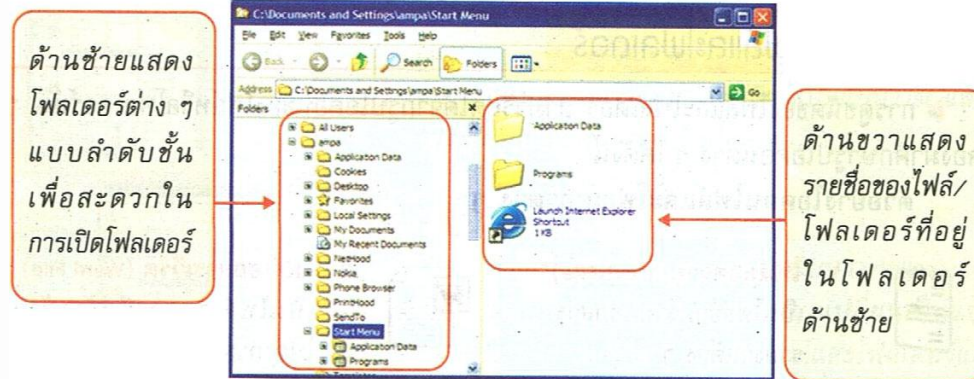 ด้านซ้ายแสดง
โฟลเดอร์ต่าง ๆ
แบบลำดับชั้น
เพื่อสะดวกใน
การเปิดโฟลเดอร์
C:\Documents and Settings\ampa\Start Menu
File Edit View Favorites Tools Help
Back Search Folders
Address C:\Documents and Settings\ampa\Start Menu Go
Folders x
All Users
ampa
Application Data
Cookies
Desktop
Favorites
Local Settings
My Documents
My Recent Documents
NetHood
Nokia
Phone Browser
PrintHood
SendTo
Start Menu
Application Data
Programs
Application Data
Programs
Launch Internet Explorer
Shortcut
1 KB
ด้านขวาแสดง
รายชื่อของไฟล์/
โฟลเดอร์ที่อยู่
ในโฟลเดอร์
ด้านซ้าย